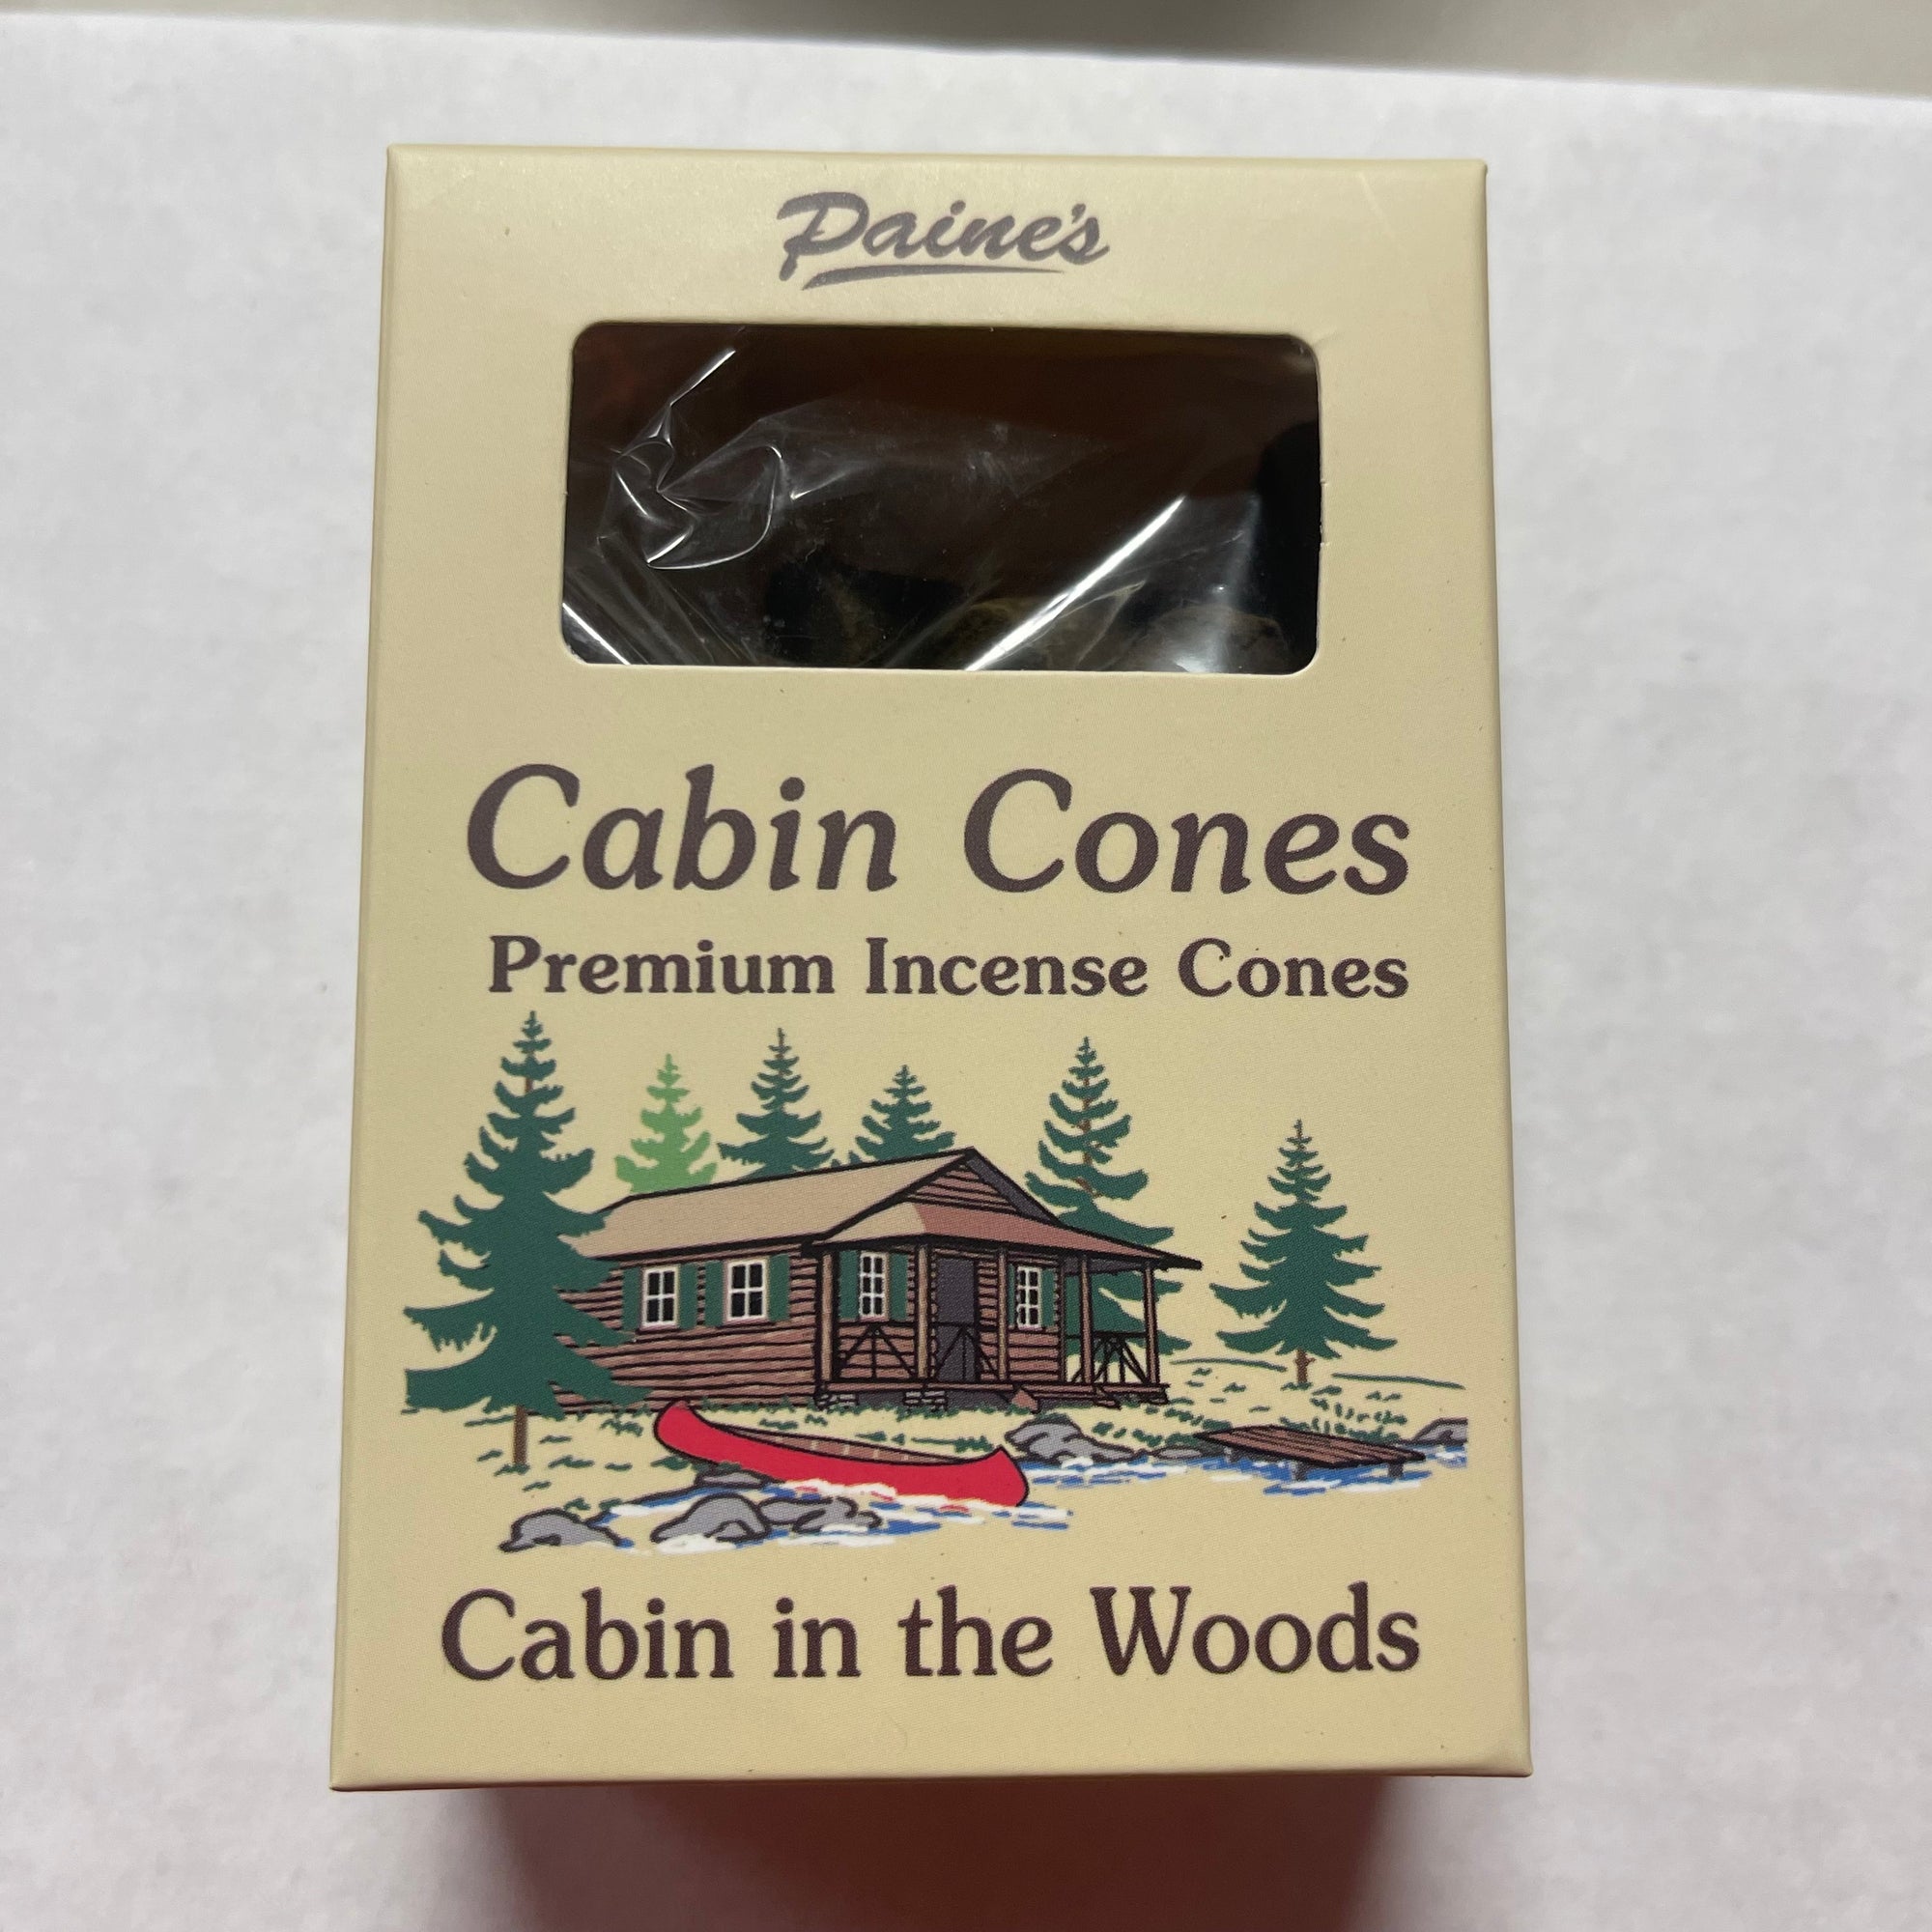 Paine's
Cabin Cones
Premium Incense Cones
Cabin in the Woods